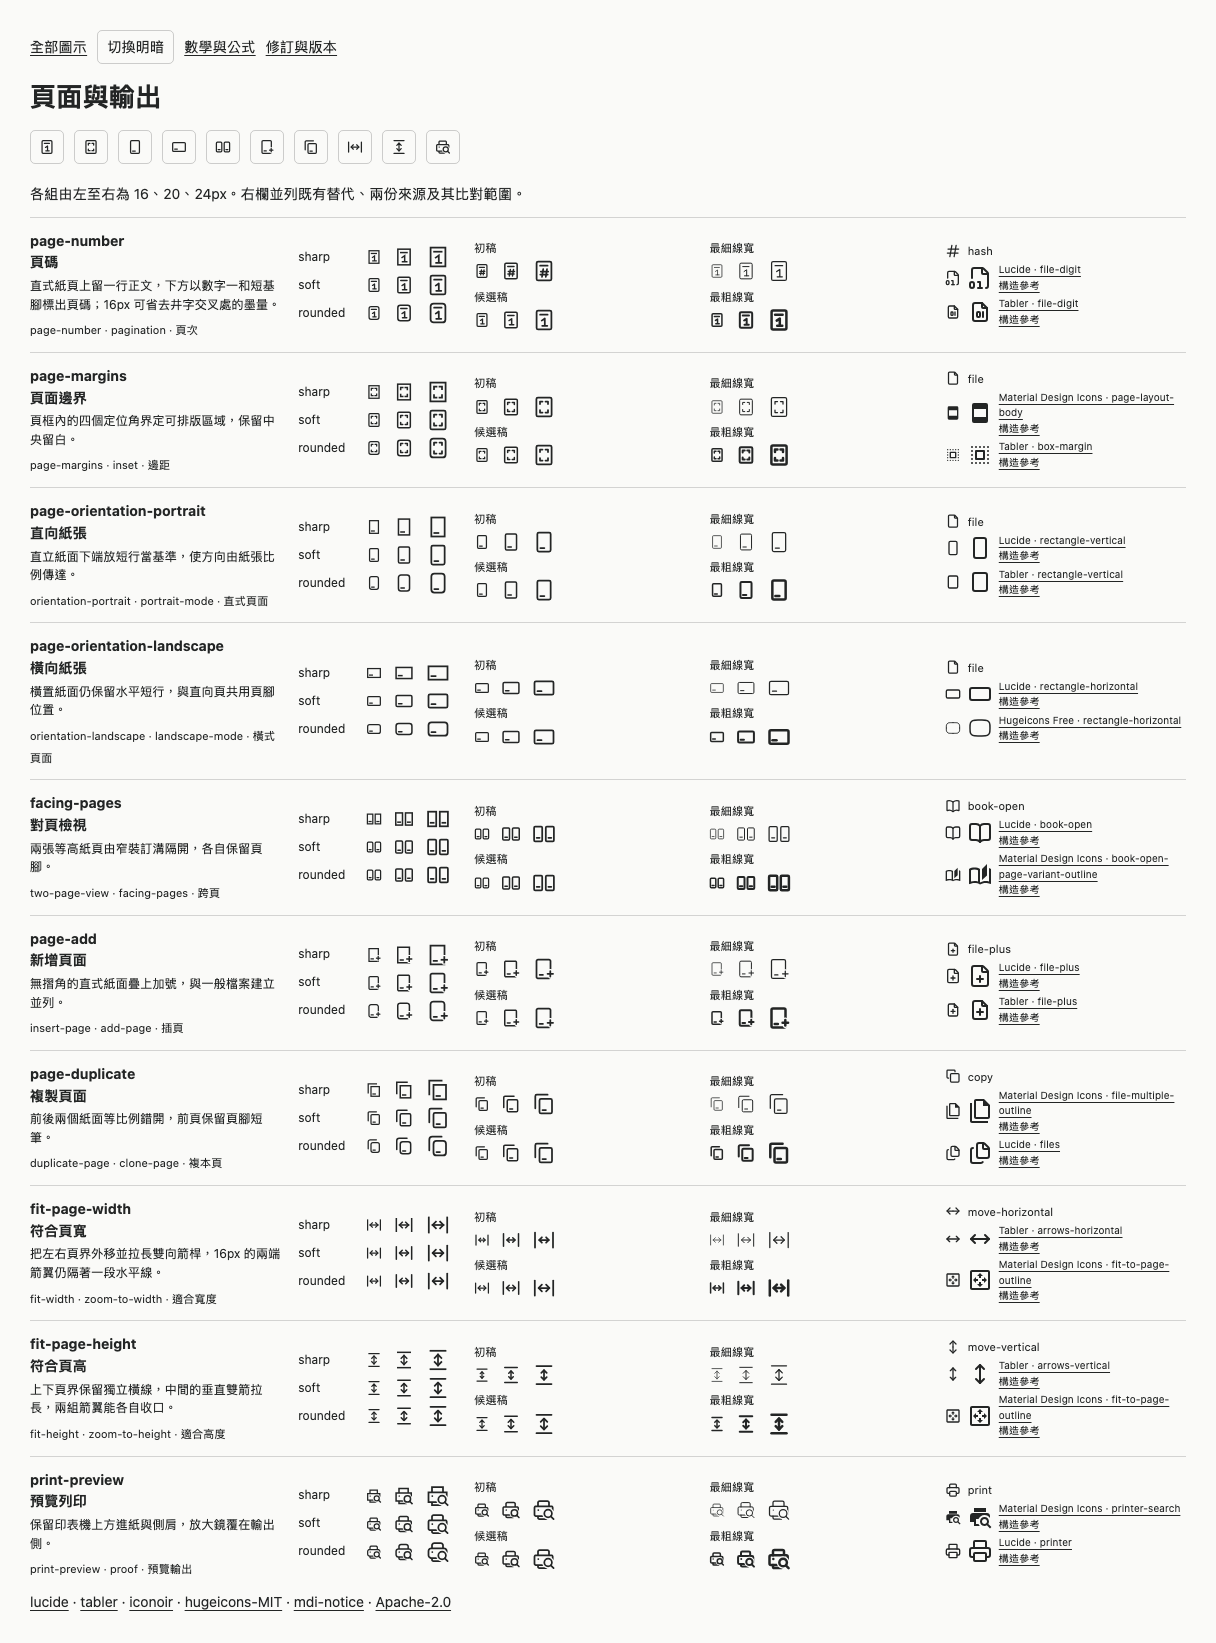 全部圖示 切換明暗 數學與公式 修訂與版本
頁面與輸出
各組由左至右為 16、20、24px。右欄並列既有替代、兩份來源及其比對範圍。
page-number
頁碼
直式紙頁上留一行正文，下方以數字一和短基
腳標出頁碼；16px 可省去井字交叉處的墨量。
page-number · pagination · 頁次
sharp
soft
rounded
初稿
候選稿
最細線寬
最粗線寬
hash
Lucide · file-digit
構造參考
Tabler · file-digit
構造參考
page-margins
頁面邊界
頁框內的四個定位角界定可排版區域，保留中
央留白。
page-margins · inset · 邊距
sharp
soft
rounded
初稿
候選稿
最細線寬
最粗線寬
file
Material Design Icons · page-layout-
body
構造參考
Tabler · box-margin
構造參考
page-orientation-portrait
直向紙張
直立紙面下端放短行當基準，使方向由紙張比
例傳達。
orientation-portrait · portrait-mode · 直式頁面
sharp
soft
rounded
初稿
候選稿
最細線寬
最粗線寬
file
Lucide · rectangle-vertical
構造參考
Tabler · rectangle-vertical
構造參考
page-orientation-landscape
橫向紙張
橫置紙面仍保留水平短行，與直向頁共用頁腳
位置。
orientation-landscape · landscape-mode · 橫式
頁面
sharp
soft
rounded
初稿
候選稿
最細線寬
最粗線寬
file
Lucide · rectangle-horizontal
構造參考
Hugeicons Free · rectangle-horizontal
構造參考
facing-pages
對頁檢視
兩張等高紙頁由窄裝訂溝隔開，各自保留頁
腳。
two-page-view · facing-pages · 跨頁
sharp
soft
rounded
初稿
候選稿
最細線寬
最粗線寬
book-open
Lucide · book-open
構造參考
Material Design Icons · book-open-
page-variant-outline
構造參考
page-add
新增頁面
無摺角的直式紙面疊上加號，與一般檔案建立
並列。
insert-page · add-page · 插頁
sharp
soft
rounded
初稿
候選稿
最細線寬
最粗線寬
file-plus
Lucide · file-plus
構造參考
Tabler · file-plus
構造參考
page-duplicate
複製頁面
前後兩個紙面等比例錯開，前頁保留頁腳短
筆。
duplicate-page · clone-page · 複本頁
sharp
soft
rounded
初稿
候選稿
最細線寬
最粗線寬
copy
Material Design Icons · file-multiple-
outline
構造參考
Lucide · files
構造參考
fit-page-width
符合頁寬
把左右頁界外移並拉長雙向箭桿，16px 的兩端
箭翼仍隔著一段水平線。
fit-width · zoom-to-width · 適合寬度
sharp
soft
rounded
初稿
候選稿
最細線寬
最粗線寬
move-horizontal
Tabler · arrows-horizontal
構造參考
Material Design Icons · fit-to-page-
outline
構造參考
fit-page-height
符合頁高
上下頁界保留獨立橫線，中間的垂直雙箭拉
長，兩組箭翼能各自收口。
fit-height · zoom-to-height · 適合高度
sharp
soft
rounded
初稿
候選稿
最細線寬
最粗線寬
move-vertical
Tabler · arrows-vertical
構造參考
Material Design Icons · fit-to-page-
outline
構造參考
print-preview
預覽列印
保留印表機上方進紙與側肩，放大鏡覆在輸出
側。
print-preview · proof · 預覽輸出
sharp
soft
rounded
初稿
候選稿
最細線寬
最粗線寬
print
Material Design Icons · printer-search
構造參考
Lucide · printer
構造參考
lucide · tabler · iconoir · hugeicons-MIT · mdi-notice · Apache-2.0